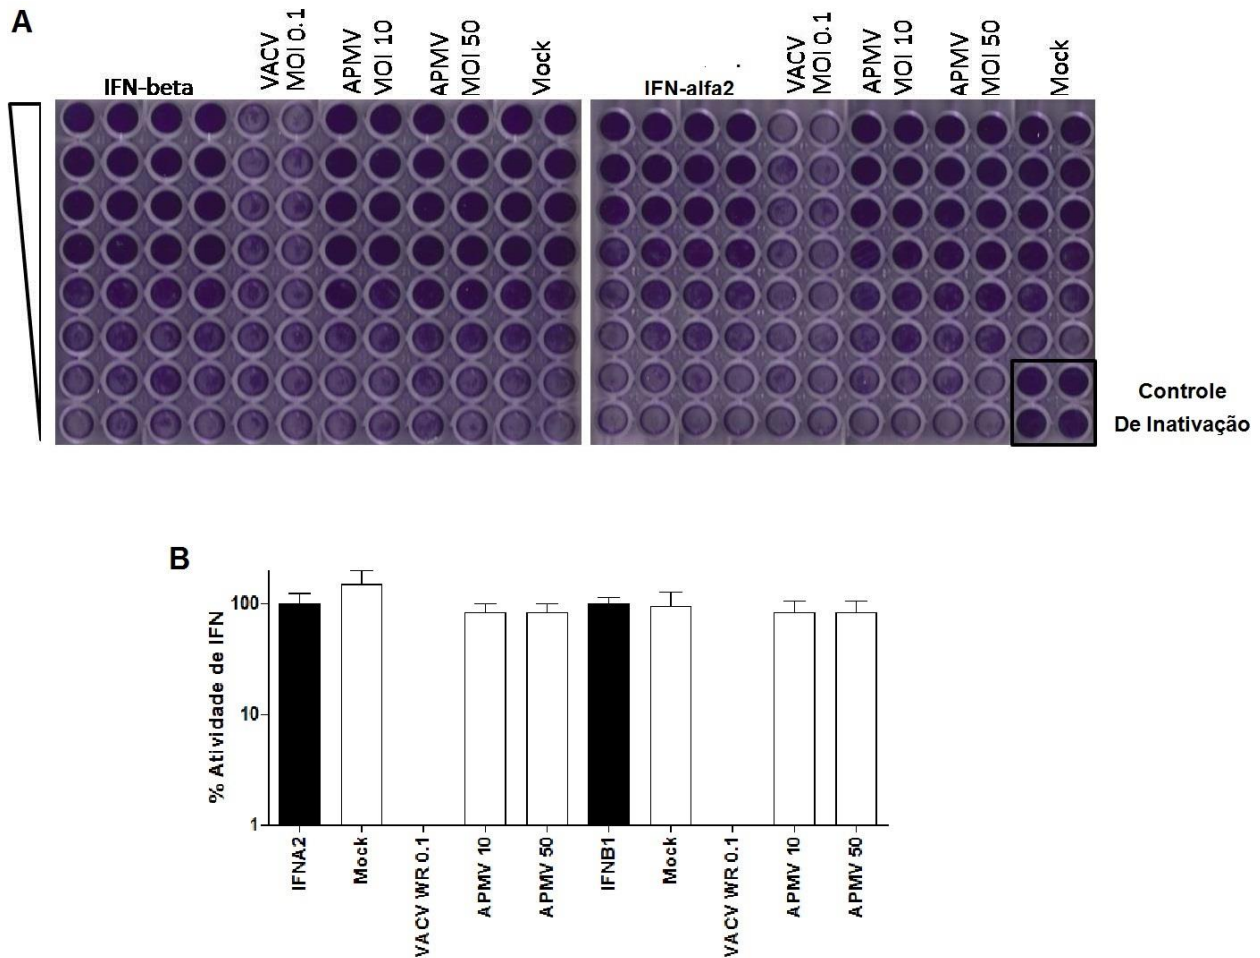 A
IFN-beta
VACV
MOI 0.1
APMV
MOI 10
APMV
MOI 50
Mock
IFN-alfa2
VACV
MOI 0.1
APMV
MOI 10
APMV
MOI 50
Mock
Controle
De Inativação
B
% Atividade de IFN
100
10
1
IFNA2
Mock
VACV WR 0.1
APMV 10
APMV 50
IFNB1
Mock
VACV WR 0.1
APMV 10
APMV 50